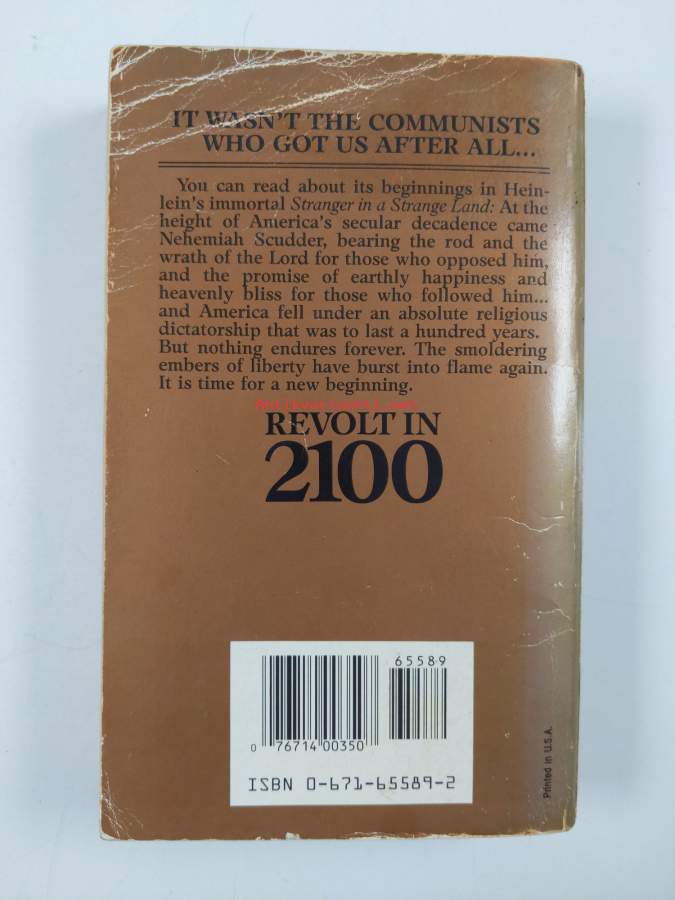 IT WASN'T THE COMMUNISTS
WHO GOT US AFTER ALL...
You can read about its beginnings in Hein-
lein's immortal Stranger in a Strange Land: At the
height of America's secular decadence came
Nehemiah Scudder, bearing the rod and the
wrath of the Lord for those who opposed him,
and the promise of earthly happiness and
heavenly bliss for those who followed him...
and America fell under an absolute religious
dictatorship that was to last a hundred years.
But nothing endures forever. The smoldering
embers of liberty have burst into flame again.
It is time for a new beginning.
REVOLT IN
2100
65589
0 76714 00350
ISBN 0-671-65589-2
Printed in U.S.A.